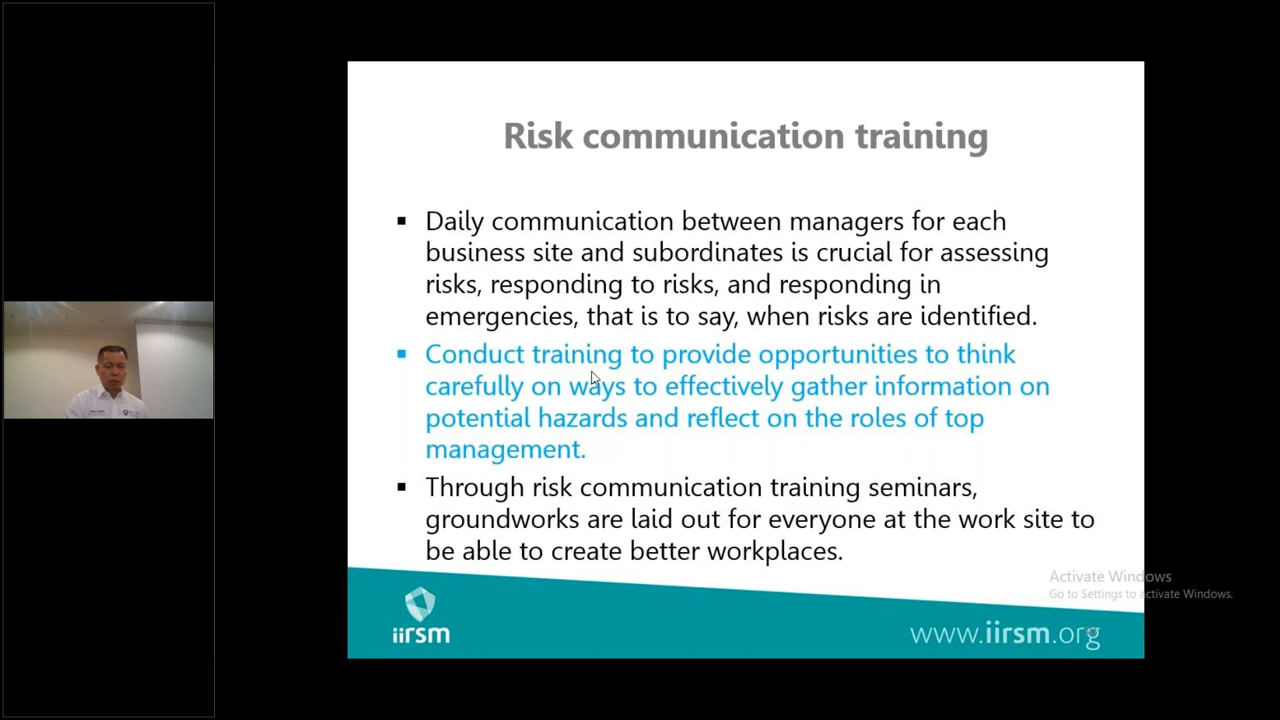 Risk communication training
▪ Daily communication between managers for each
business site and subordinates is crucial for assessing
risks, responding to risks, and responding in
emergencies, that is to say, when risks are identified.
▪ Conduct training to provide opportunities to think
carefully on ways to effectively gather information on
potential hazards and reflect on the roles of top
management.
▪ Through risk communication training seminars,
groundworks are laid out for everyone at the work site to
be able to create better workplaces.
Activate Windows
Go to Settings to activate Windows.
iirsm
www.iirsm.org